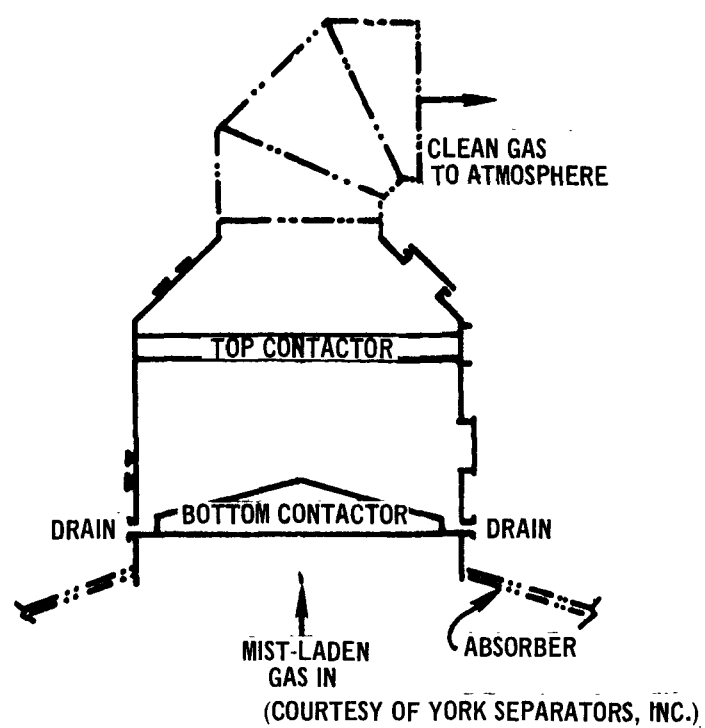 CLEAN GAS
TO ATMOSPHERE
TOP CONTACTOR
BOTTOM CONTACTOR
DRAIN
DRAIN
MIST-LADEN
GAS IN
ABSORBER
(COURTESY OF YORK SEPARATORS, INC.)